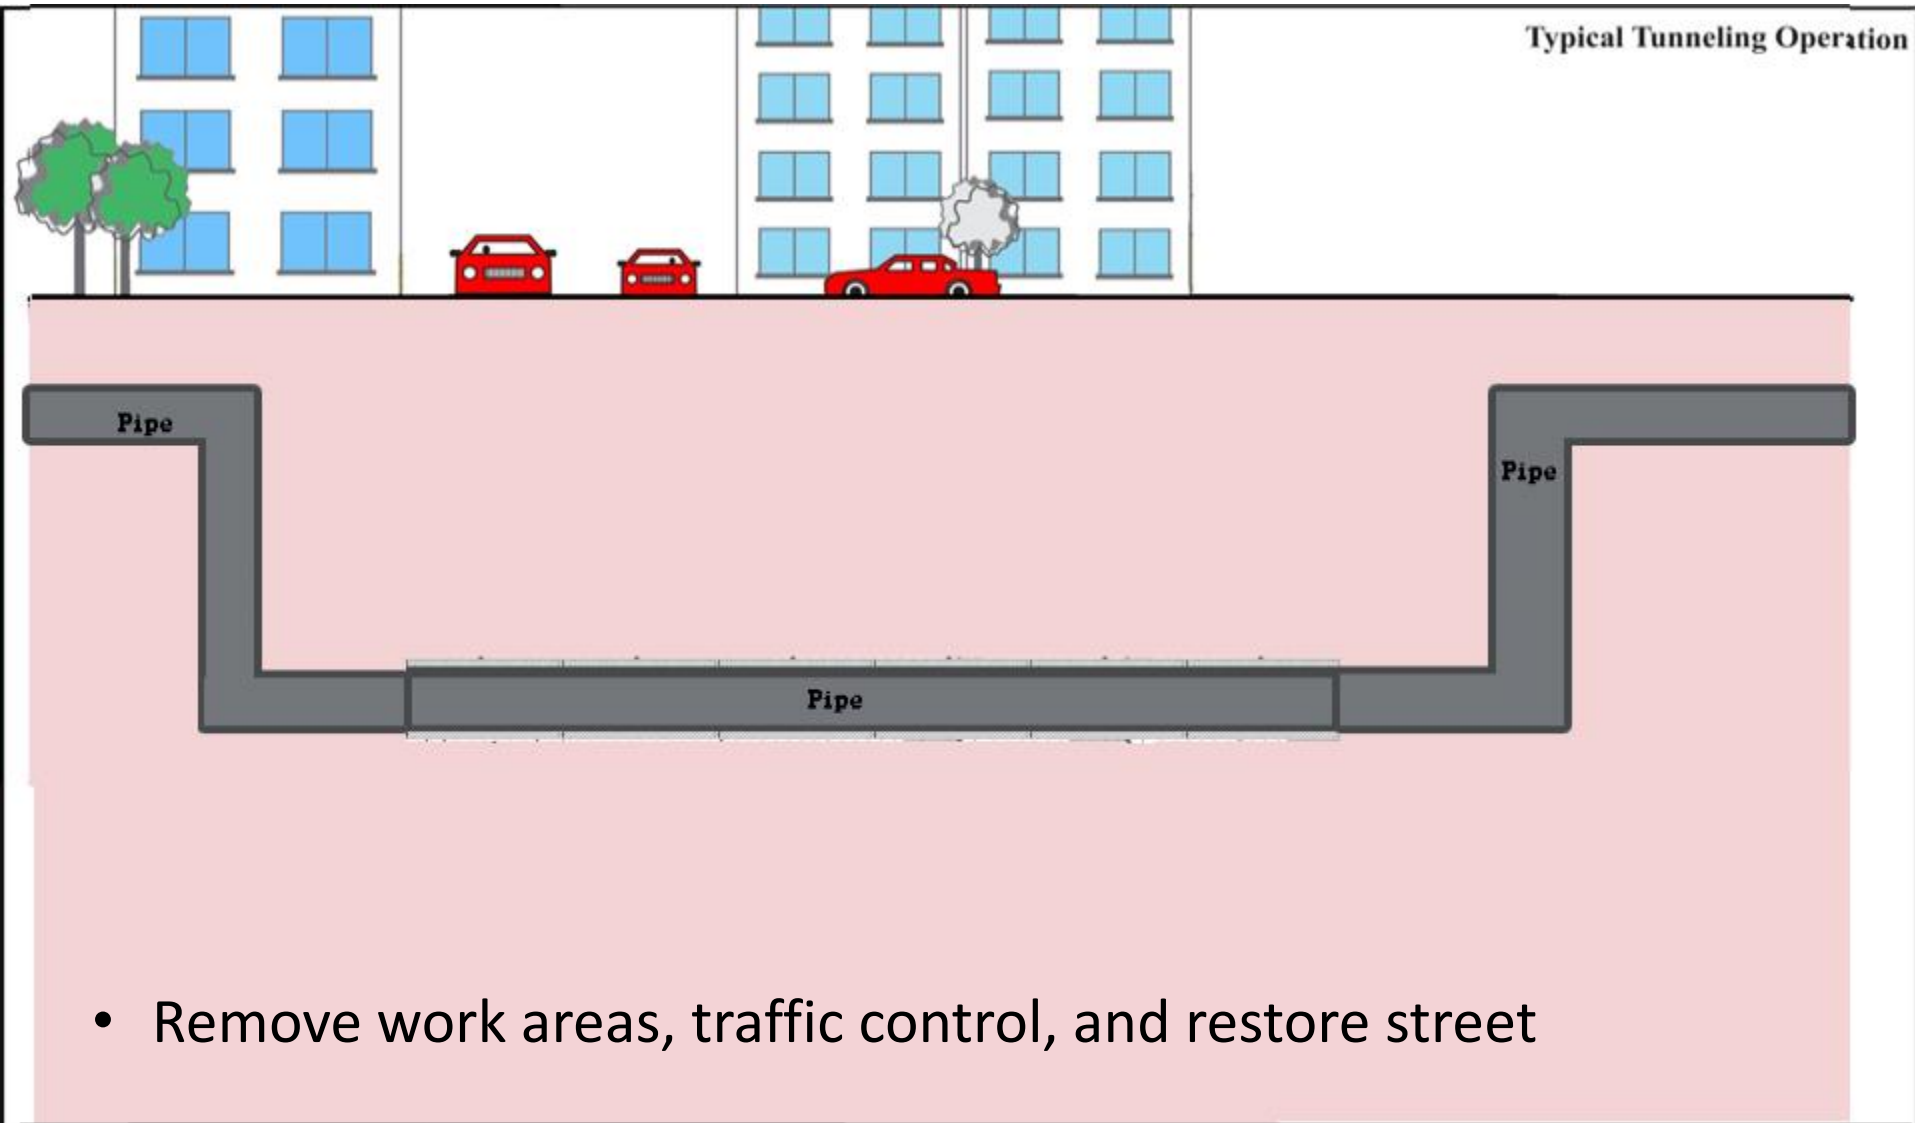 Typical Tunneling Operation
Pipe
Pipe
Pipe
• Remove work areas, traffic control, and restore street